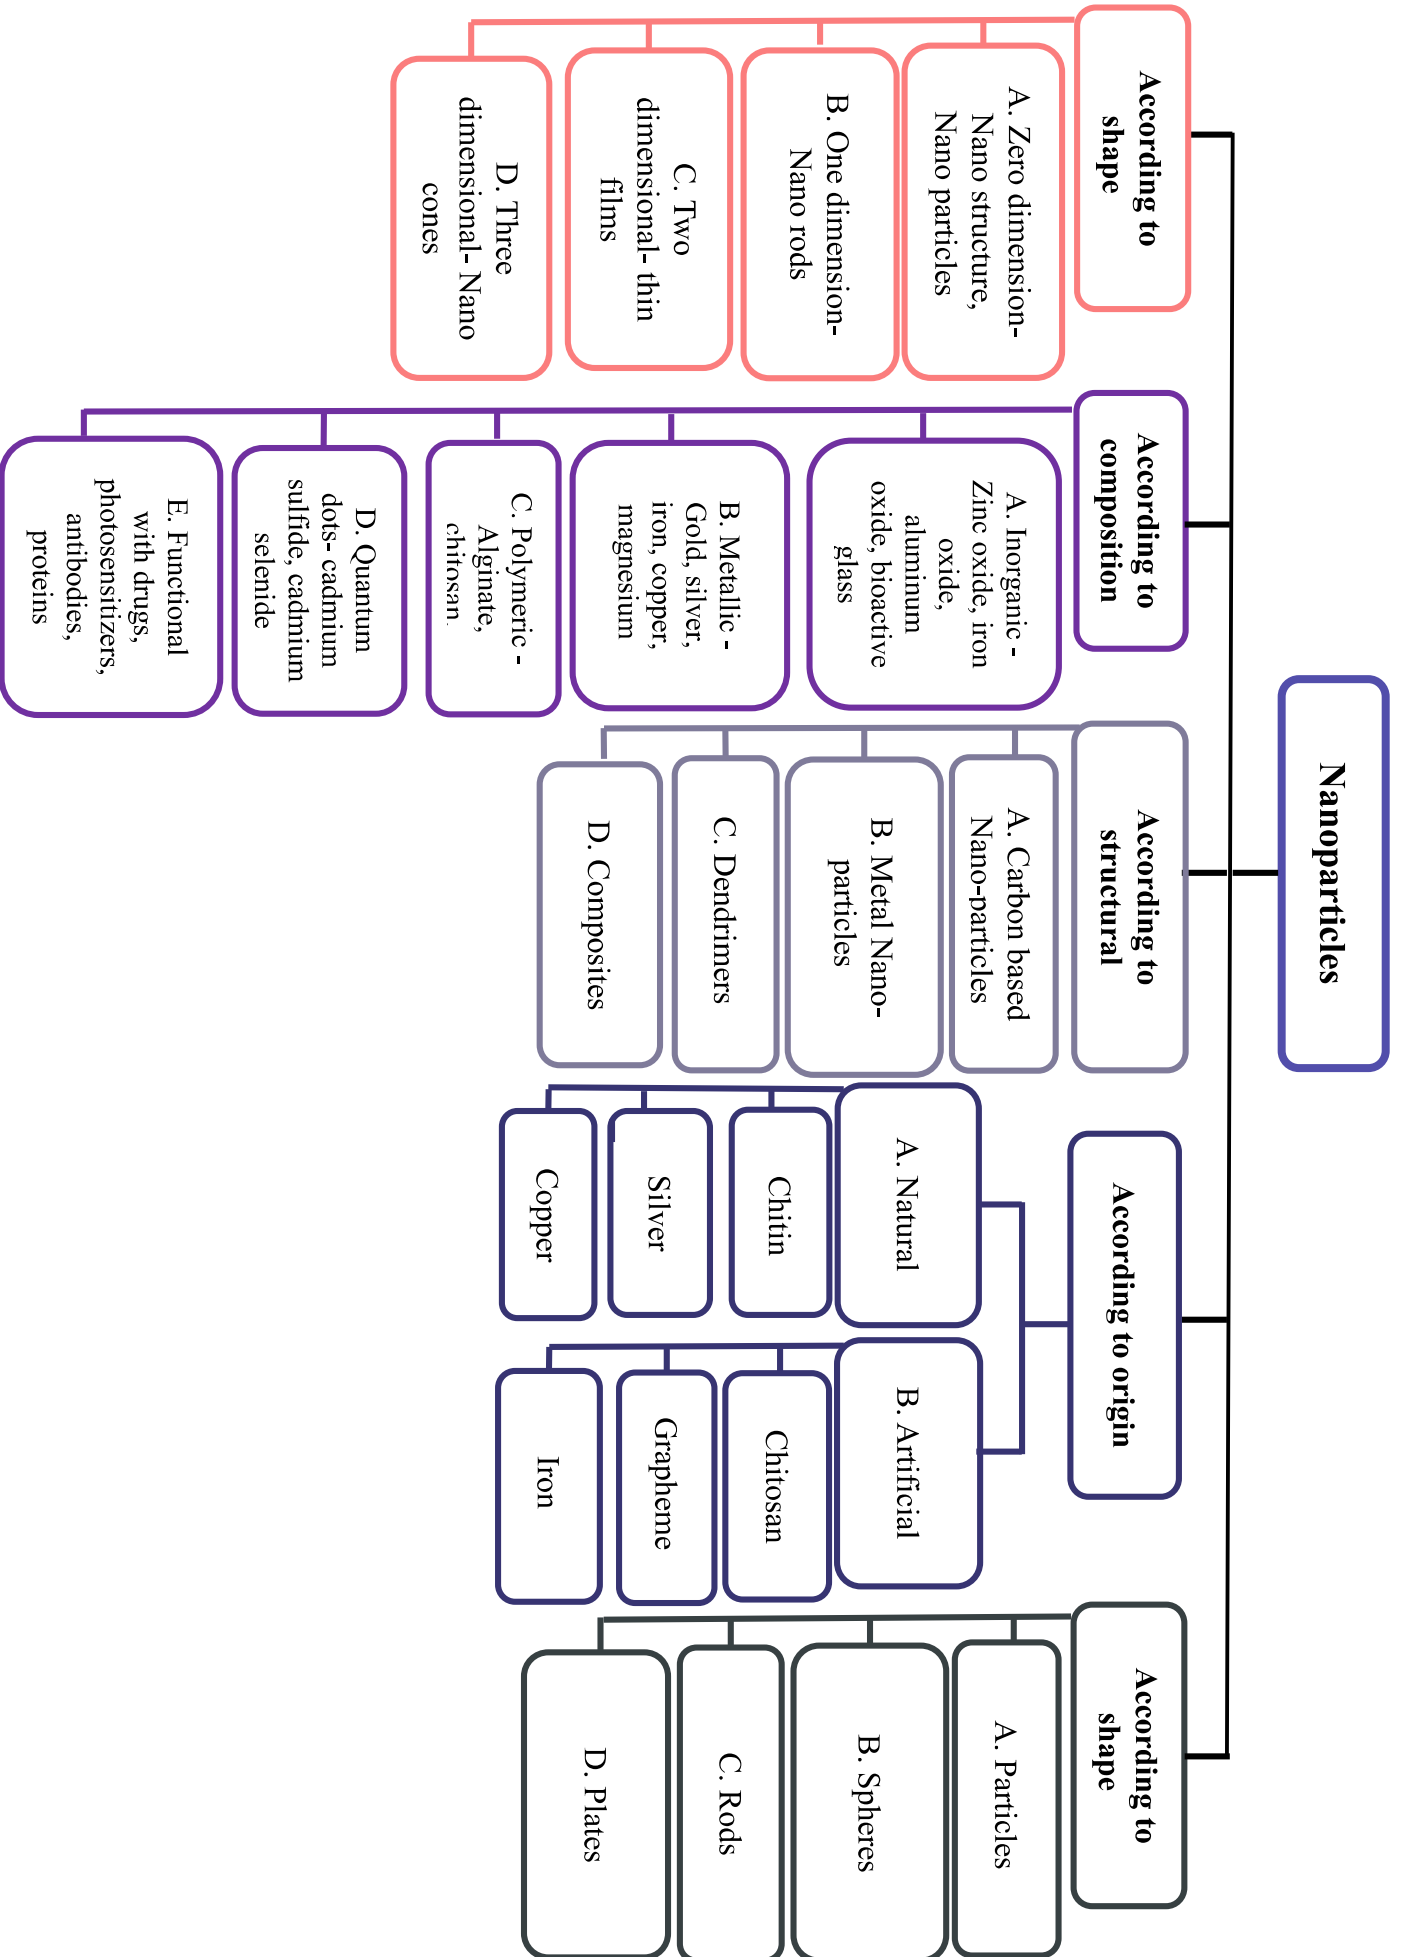 Nanoparticles
According to
shape
A. Zero dimension-
Nano structure,
Nano particles
B. One dimension-
Nano rods
C. Two
dimensional- thin
films
D. Three
dimensional- Nano
cones
According to
composition
A. Inorganic -
Zinc oxide, iron
oxide,
aluminum
oxide, bioactive
glass
B. Metallic -
Gold, silver,
iron, copper,
magnesium
C. Polymeric -
Alginate,
chitosan.
D. Quantum
dots- cadmium
sulfide, cadmium
selenide
E. Functional
with drugs,
photosensitizers,
antibodies,
proteins
According to
structural
A. Carbon based
Nano-particles
B. Metal Nano-
particles
C. Dendrimers
D. Composites
According to origin
A. Natural
Chitin
Silver
Copper
B. Artificial
Chitosan
Grapheme
Iron
According to
shape
A. Particles
B. Spheres
C. Rods
D. Plates